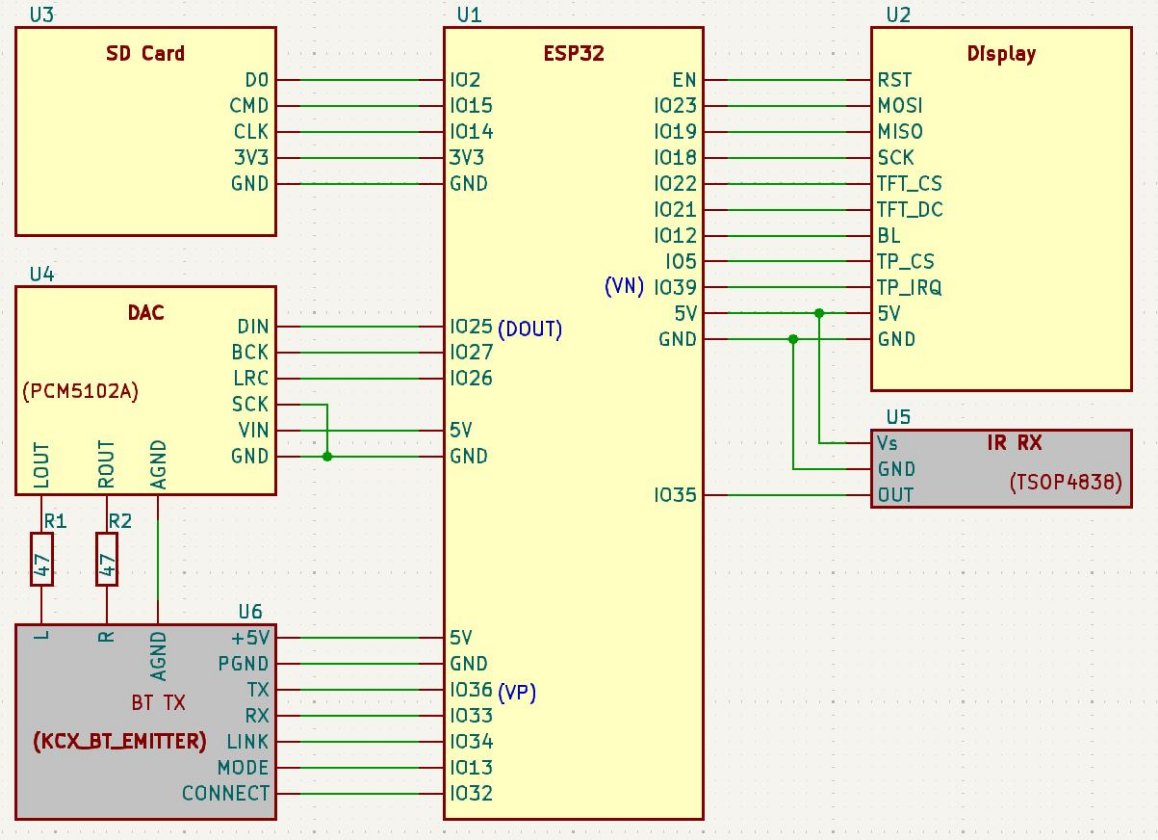 U3
SD Card
D0
CMD
CLK
3V3
GND
U4
DAC
(PCM5102A)
DIN
BCK
LRC
SCK
VIN
GND
LOUT
ROUT
AGND
R1
47
R2
47
U6
L
R
AGND
BT TX
(KCX_BT_EMITTER)
+5V
PGND
TX
RX
LINK
MODE
CONNECT
U1
ESP32
IO2
IO15
IO14
3V3
GND
IO25 (DOUT)
IO27
IO26
5V
GND
5V
GND
IO36 (VP)
IO33
IO34
IO13
IO32
EN
IO23
IO19
IO18
IO22
IO21
IO12
IO5
(VN) IO39
5V
GND
IO35
U2
Display
RST
MOSI
MISO
SCK
TFT_CS
TFT_DC
BL
TP_CS
TP_IRQ
5V
GND
U5
IR RX
(TSOP4838)
Vs
GND
OUT